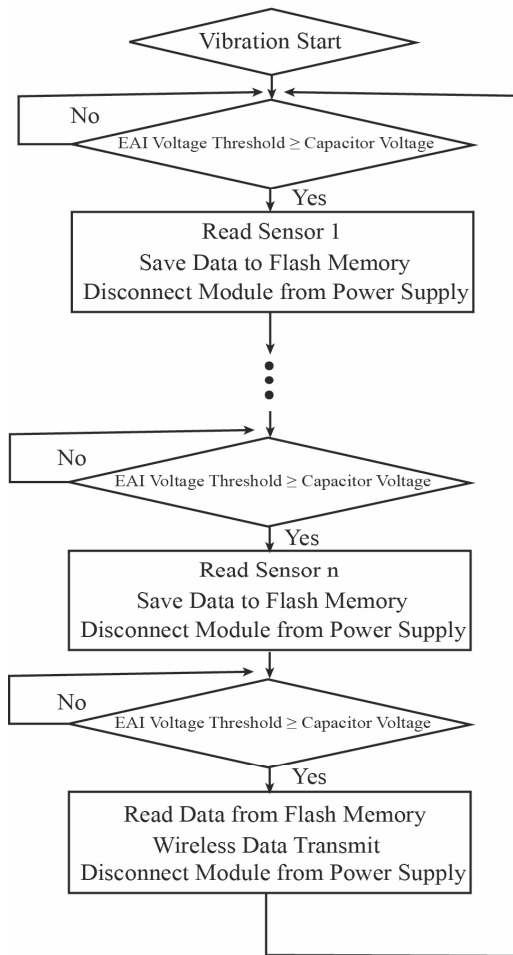 Vibration Start
No
EAI Voltage Threshold ≥ Capacitor Voltage
Yes
Read Sensor 1
Save Data to Flash Memory
Disconnect Module from Power Supply
No
EAI Voltage Threshold ≥ Capacitor Voltage
Yes
Read Sensor n
Save Data to Flash Memory
Disconnect Module from Power Supply
No
EAI Voltage Threshold ≥ Capacitor Voltage
Yes
Read Data from Flash Memory
Wireless Data Transmit
Disconnect Module from Power Supply